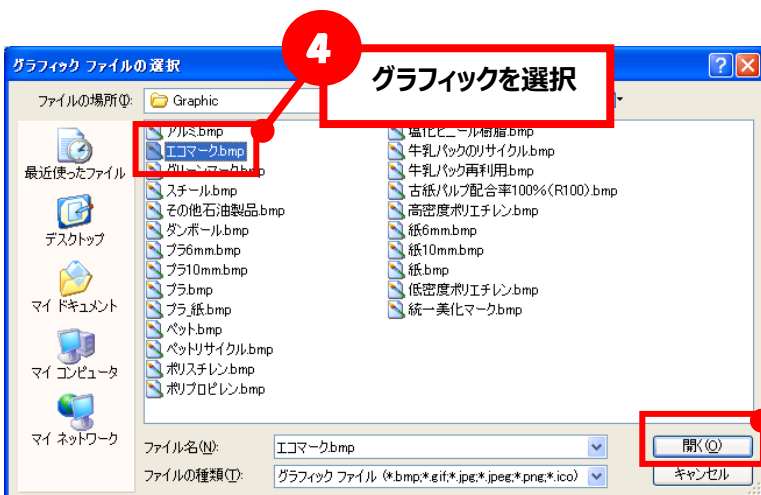 グラフィック ファイルの選択
4
グラフィックを選択
ファイルの場所(I):
Graphic
最近使ったファイル
デスクトップ
マイ ドキュメント
マイ コンピュータ
マイ ネットワーク
アルミ.bmp
エコマーク.bmp
グリーンマーク.bmp
スチール.bmp
その他石油製品.bmp
ダンボール.bmp
プラ6mm.bmp
プラ10mm.bmp
プラ.bmp
プラ_紙.bmp
ペット.bmp
ペットリサイクル.bmp
ポリスチレン.bmp
ポリプロピレン.bmp
塩化ビニール樹脂.bmp
牛乳パックのリサイクル.bmp
牛乳パック再利用.bmp
古紙パルプ配合率100%(R100).bmp
高密度ポリエチレン.bmp
紙6mm.bmp
紙10mm.bmp
紙.bmp
低密度ポリエチレン.bmp
統一美化マーク.bmp
ファイル名(N):
エコマーク.bmp
開く(O)
ファイルの種類(T):
グラフィック ファイル (*.bmp;*.gif;*.jpg;*.jpeg;*.png;*.ico)
キャンセル